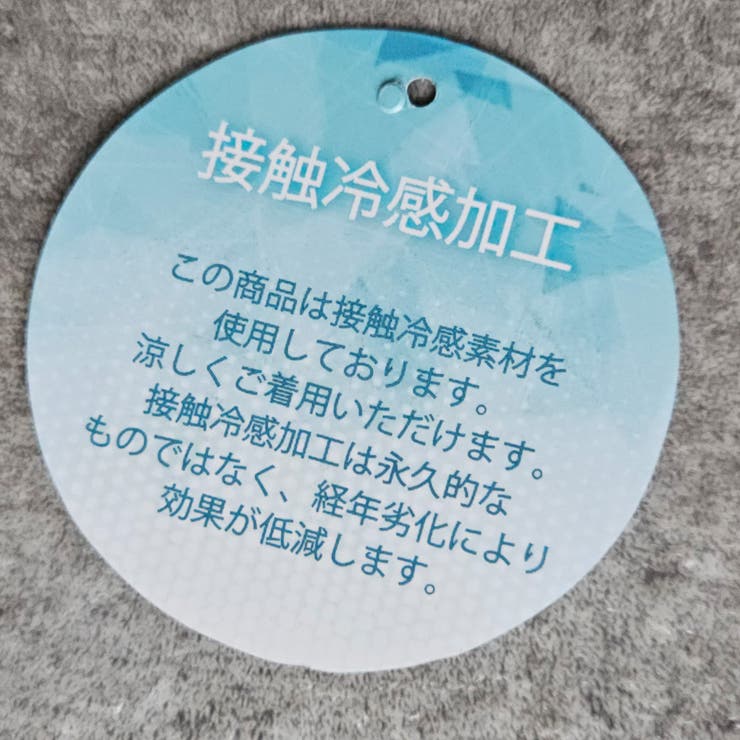 接触冷感加工
この商品は接触冷感素材を
使用しております。
涼しくご着用いただけます。
接触冷感加工は永久的な
ものではなく、経年劣化により
効果が低減します。